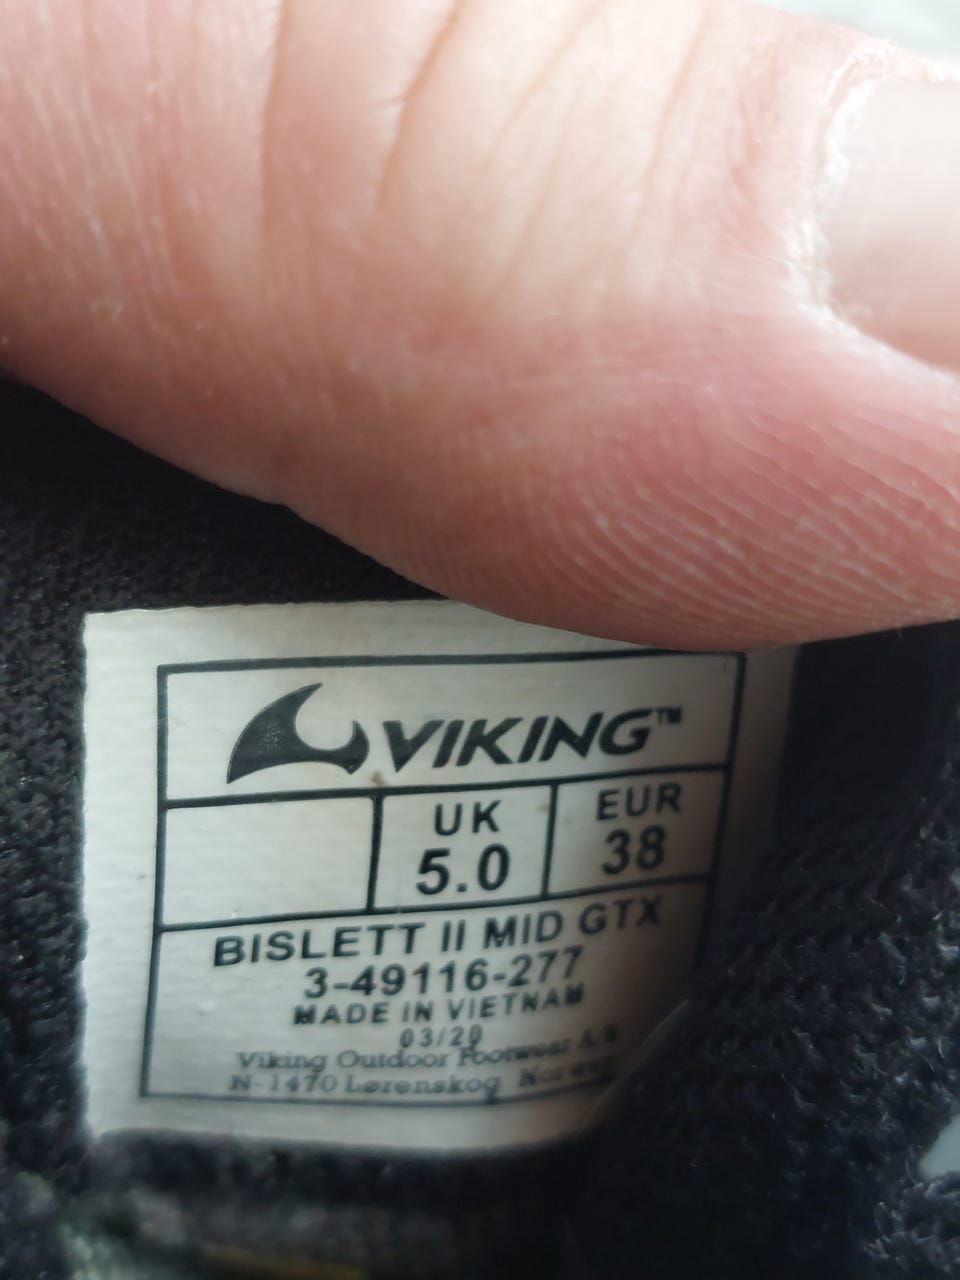 VIKING™
UK EUR
5.0 38
BISLETT II MID GTX
3-49116-277
MADE IN VIETNAM
03/20
Viking Outdoor Footwear A/S
N-1470 Lørenskog Norway